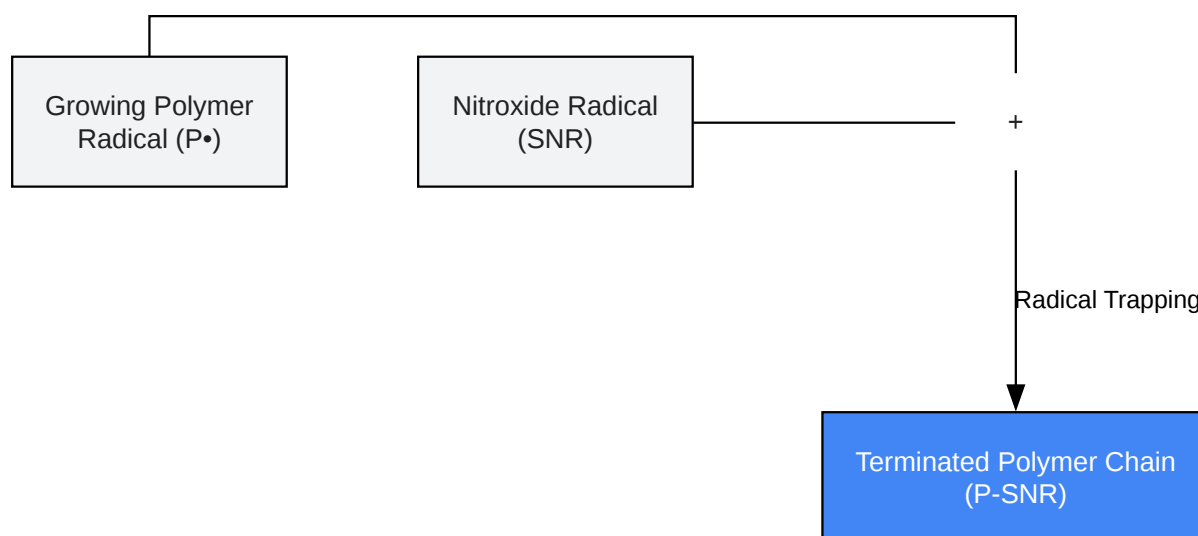 Growing Polymer
Radical (P•)
Nitroxide Radical
(SNR)
+
Radical Trapping
Terminated Polymer Chain
(P-SNR)